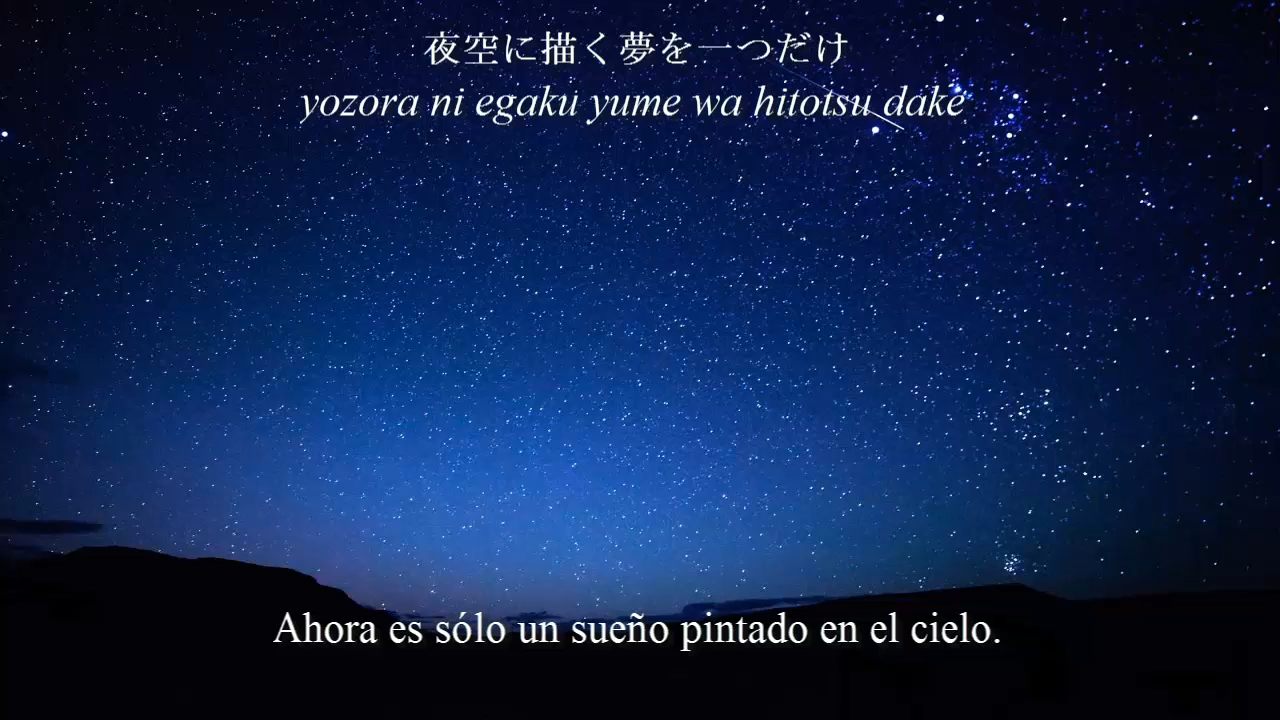 夜空に描く夢を一つだけ
yozora ni egaku yume wa hitotsu dake
Ahora es sólo un sueño pintado en el cielo.